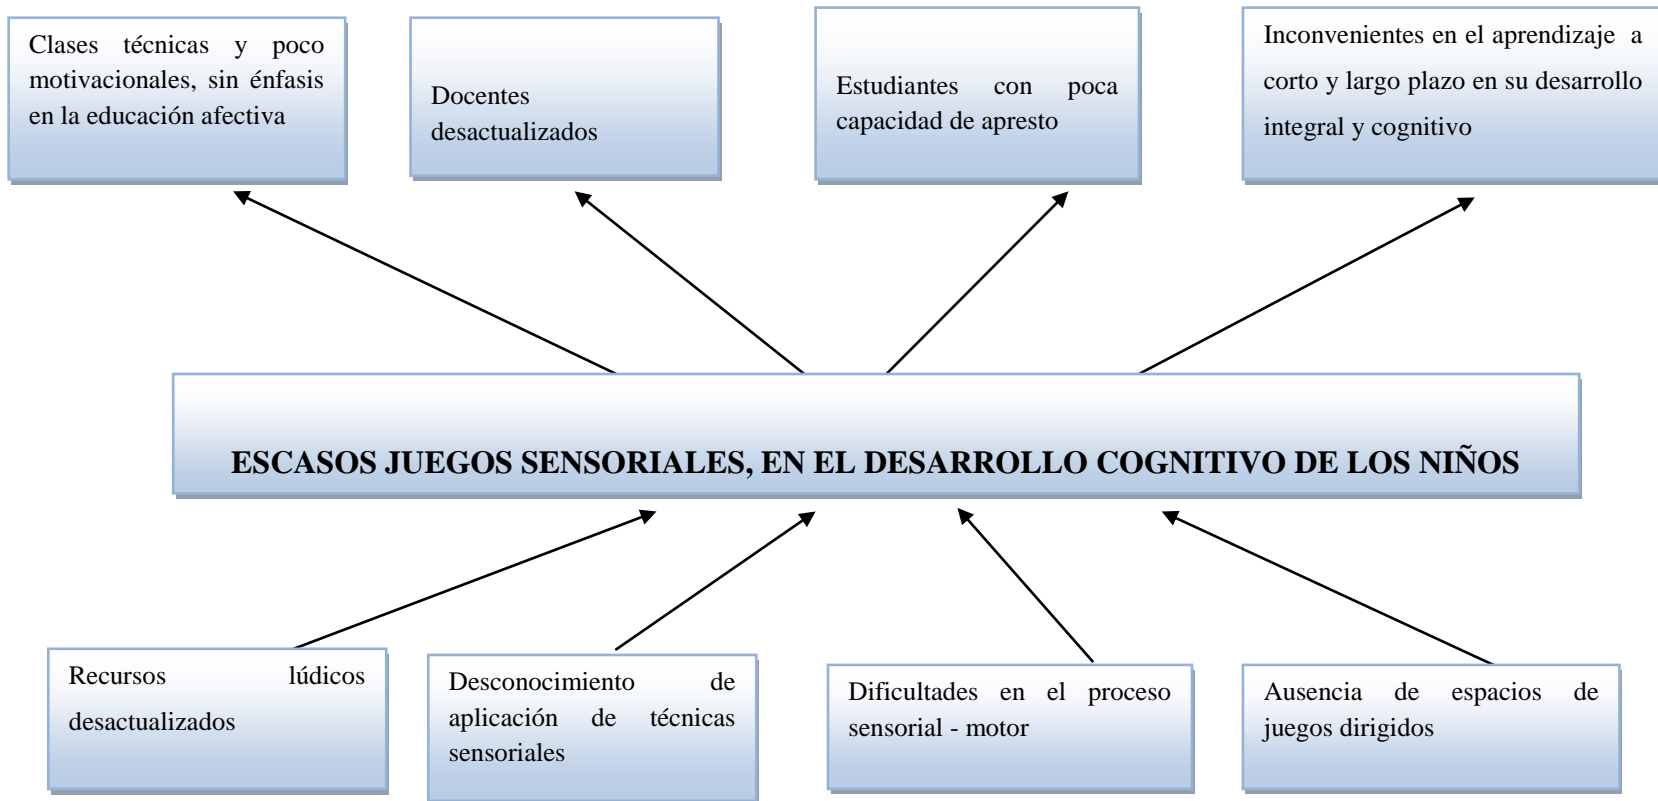 Clases técnicas y poco
motivacionales, sin énfasis
en la educación afectiva
Docentes
desactualizados
Estudiantes con poca
capacidad de apresto
Inconvenientes en el aprendizaje a
corto y largo plazo en su desarrollo
integral y cognitivo
ESCASOS JUEGOS SENSORIALES, EN EL DESARROLLO COGNITIVO DE LOS NIÑOS
Recursos lúdicos
desactualizados
Desconocimiento de
aplicación de técnicas
sensoriales
Dificultades en el proceso
sensorial - motor
Ausencia de espacios de
juegos dirigidos